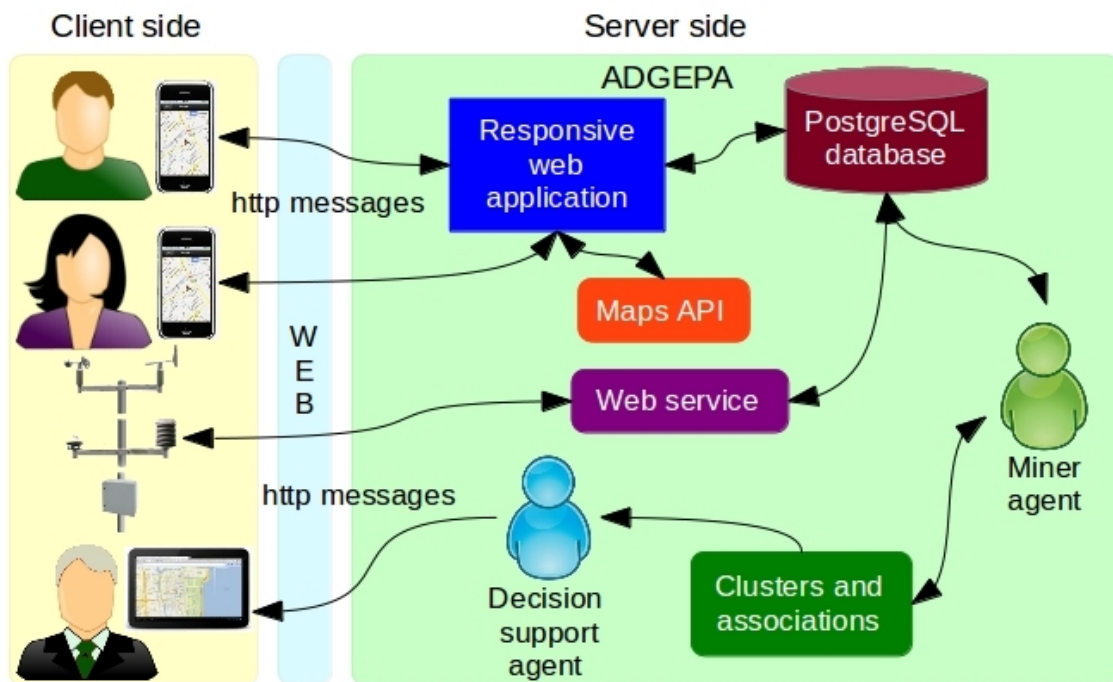 Client side
Server side
ADGEPA
Responsive
web
application
PostgreSQL
database
http messages
Maps API
W
E
B
Web service
Miner
agent
http messages
Decision
support
agent
Clusters and
associations